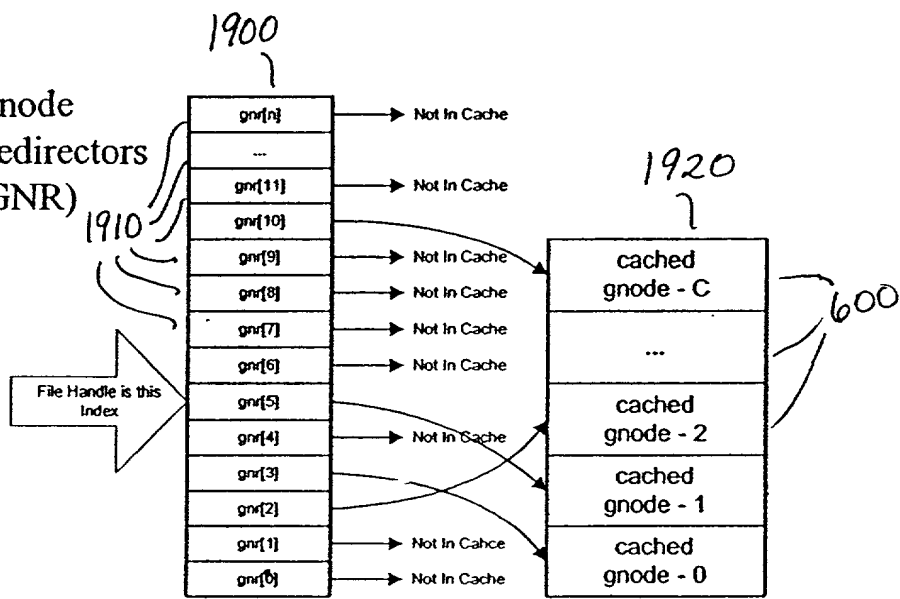 1900
node
edirectors
GNR)
1910
gnr[n]
Not In Cache
...
gnr[11]
Not In Cache
gnr[10]
gnr[9]
Not In Cache
gnr[8]
Not In Cache
gnr[7]
Not In Cache
gnr[6]
Not In Cache
gnr[5]
gnr[4]
Not In Cache
gnr[3]
gnr[2]
gnr[1]
Not In Cahce
gnr[0]
Not In Cache
File Handle is this
Index
1920
cached
gnode - C
...
cached
gnode - 2
cached
gnode - 1
cached
gnode - 0
600